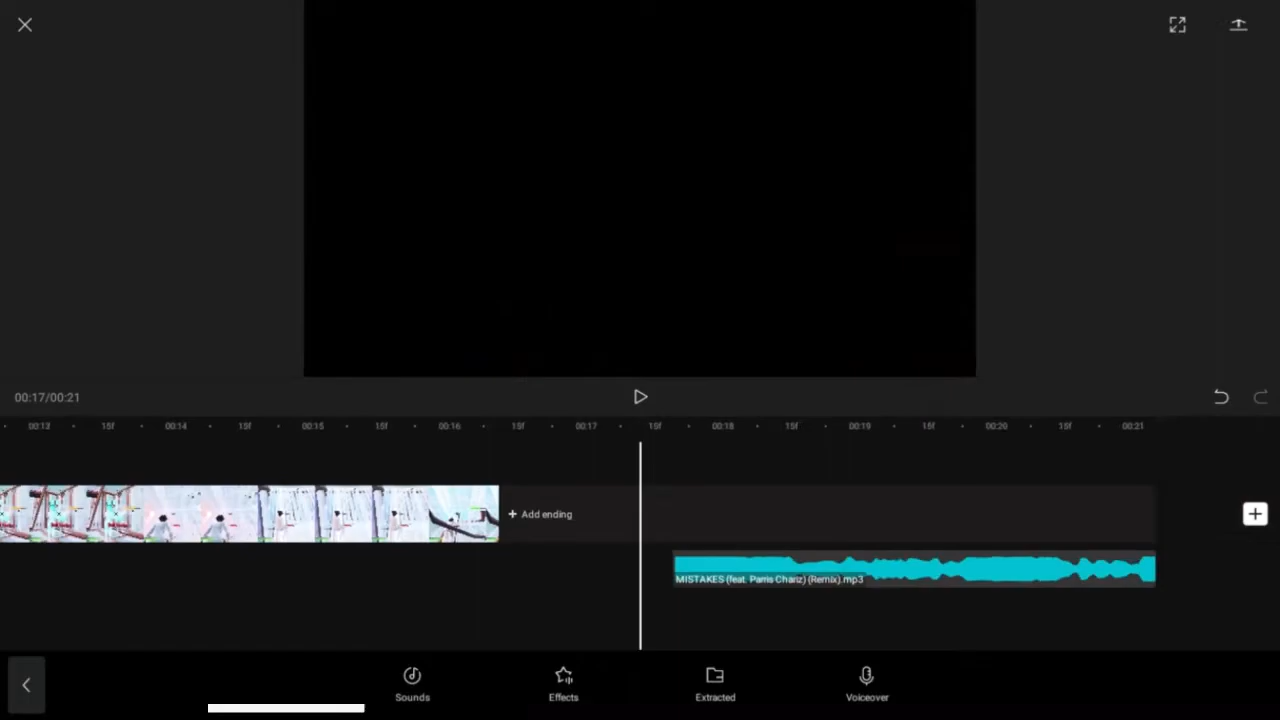 00:17/00:21
00:13
15f
00:14
15f
00:15
15f
00:16
15f
00:17
15f
00:18
15f
00:19
15f
00:20
15f
00:21
+ Add ending
MISTAKES (feat. Parris Chariz) (Remix).mp3
Sounds
Effects
Extracted
Voiceover